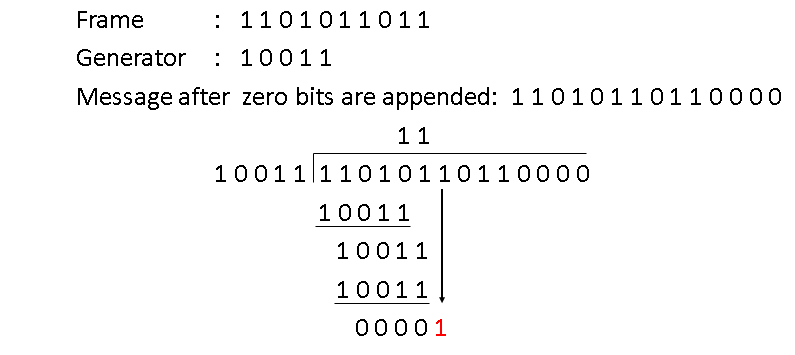 Frame : 1 1 0 1 0 1 1 0 1 1
Generator : 1 0 0 1 1
Message after zero bits are appended: 1 1 0 1 0 1 1 0 1 1 0 0 0 0
1 1
1 0 0 1 1 1 1 0 1 0 1 1 0 1 1 0 0 0 0
1 0 0 1 1
1 0 0 1 1
1 0 0 1 1
0 0 0 0 1